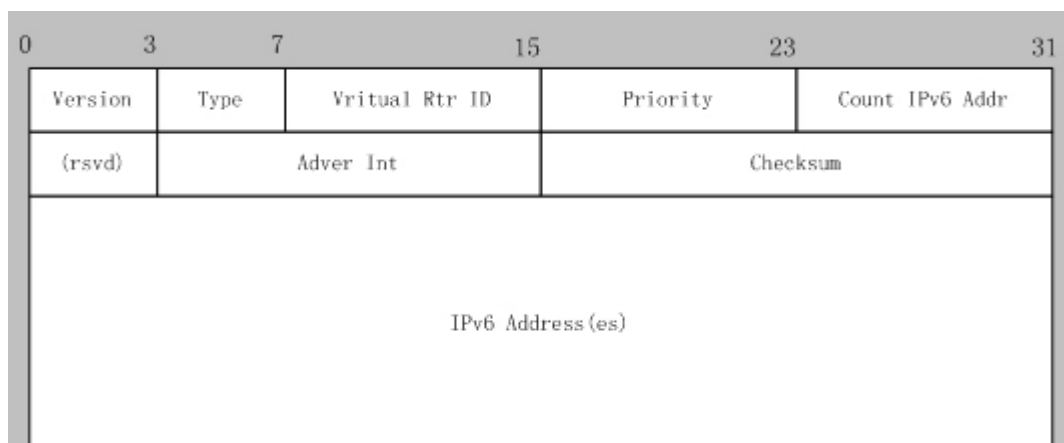 0 3 7 15 23 31
Version Type Vritual Rtr ID Priority Count IPv6 Addr
(rsvd) Adver Int Checksum
IPv6 Address(es)